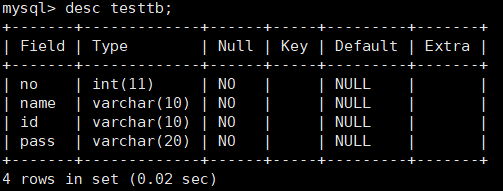 mysql> desc testtb;
+-------+-------------+------+-----+---------+-------+
| Field | Type        | Null | Key | Default | Extra |
+-------+-------------+------+-----+---------+-------+
| no    | int(11)     | NO   |     | NULL    |       |
| name  | varchar(10) | NO   |     | NULL    |       |
| id    | varchar(10) | NO   |     | NULL    |       |
| pass  | varchar(20) | NO   |     | NULL    |       |
+-------+-------------+------+-----+---------+-------+
4 rows in set (0.02 sec)